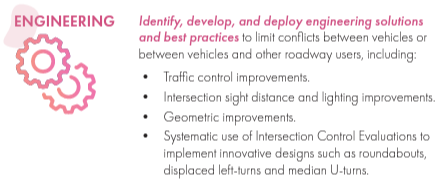 ENGINEERING
Identify, develop, and deploy engineering solutions
and best practices to limit conflicts between vehicles or
between vehicles and other roadway users, including:
• Traffic control improvements.
• Intersection sight distance and lighting improvements.
• Geometric improvements.
• Systematic use of Intersection Control Evaluations to
implement innovative designs such as roundabouts,
displaced left-turns and median U-turns.